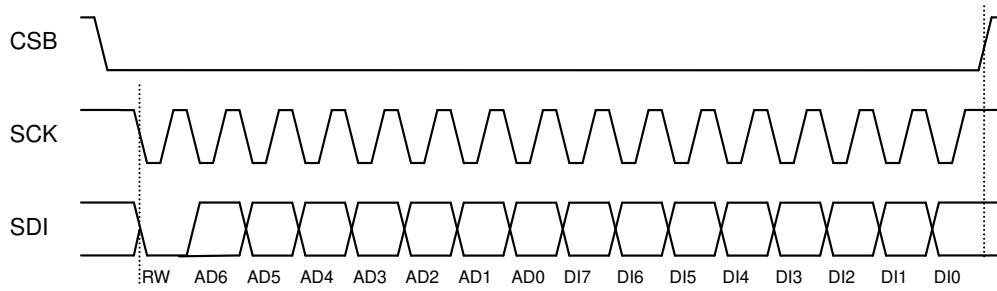 CSB
SCK
SDI
RW AD6 AD5 AD4 AD3 AD2 AD1 AD0 DI7 DI6 DI5 DI4 DI3 DI2 DI1 DI0